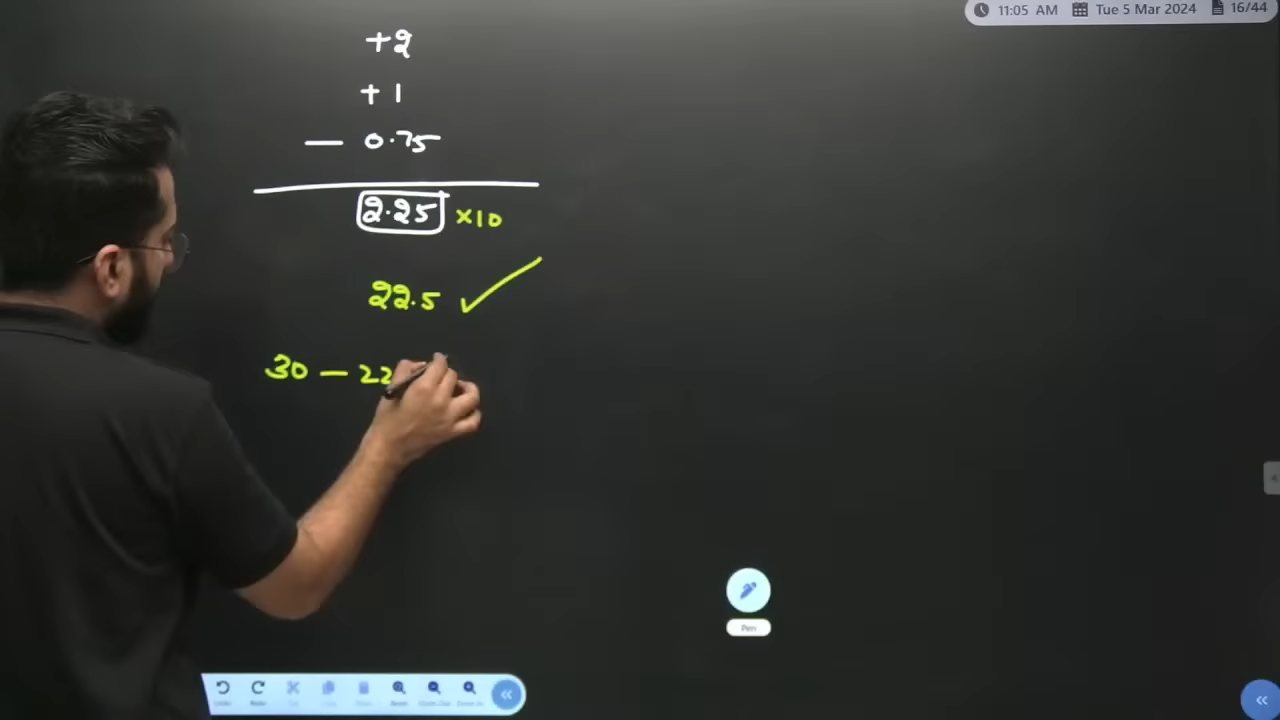 11:05 AM Tue 5 Mar 2024 16/44
+2
+ 1
— 0.75
2.25 ×10
22.5 ✓
30 — 22
Pen